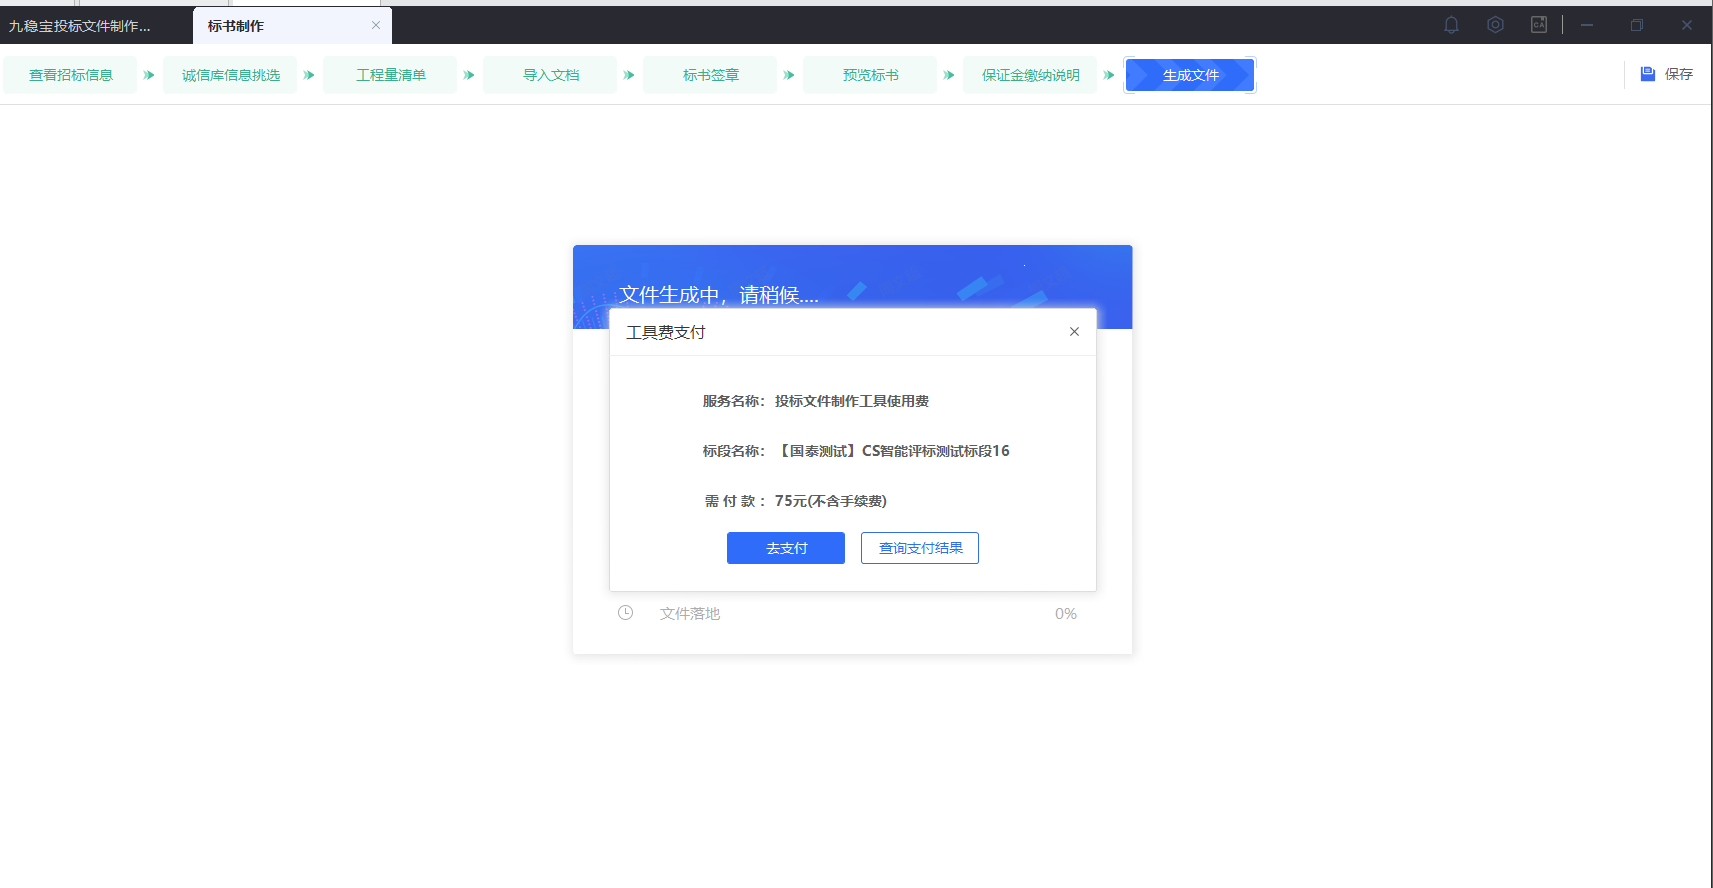 九稳宝投标文件制作...
标书制作
CA
查看招标信息
诚信库信息挑选
工程量清单
导入文档
标书签章
预览标书
保证金缴纳说明
生成文件
保存
文件生成中，请稍候....
工具费支付
服务名称： 投标文件制作工具使用费
标段名称： 【国泰测试】CS智能评标测试标段16
需 付 款 ： 75元(不含手续费)
去支付
查询支付结果
文件落地 0%